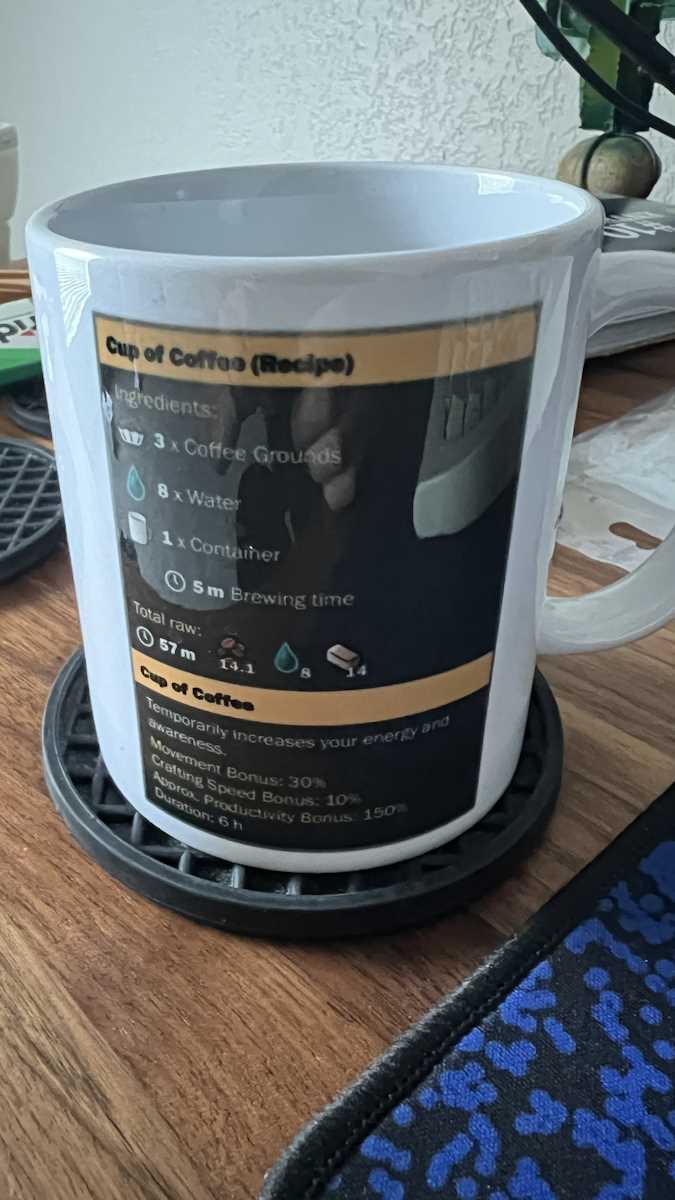 Cup of Coffee (Recipe)
Ingredients:
3 x Coffee Grounds
8 x Water
1 x Container
5 m Brewing time
Total raw:
57 m 14.1 8 14
Cup of Coffee
Temporarily increases your energy and
awareness.
Movement Bonus: 30%
Crafting Speed Bonus: 10%
Approx. Productivity Bonus: 150%
Duration: 6 h